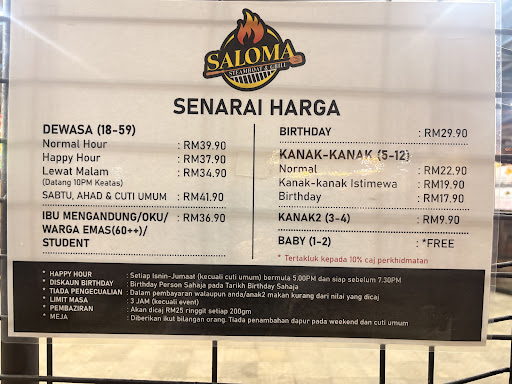 SALOMA
STEAMBOAT & GRILL
SENARAI HARGA
DEWASA (18-59)
Normal Hour : RM39.90
Happy Hour : RM37.90
Lewat Malam : RM34.90
(Datang 10PM Keatas)
SABTU, AHAD & CUTI UMUM : RM41.90
IBU MENGANDUNG/OKU/ : RM36.90
WARGA EMAS(60++)/
STUDENT
BIRTHDAY : RM29.90
KANAK-KANAK (5-12)
Normal : RM22.90
Kanak-kanak Istimewa : RM19.90
Birthday : RM17.90
KANAK2 (3-4) : RM9.90
BABY (1-2) : *FREE
* Tertakluk kepada 10% caj perkhidmatan
* HAPPY HOUR : Setiap Isnin-Jumaat (kecuali cuti umum) bermula 5.00PM dan siap sebelum 7.30PM
* DISKAUN BIRTHDAY : Birthday Person Sahaja pada Tarikh Birthday Sahaja
* TIADA PENGECUALIAN : Dalam pembayaran walaupun anda/anak2 makan kurang dari nilai yang dicaj
* LIMIT MASA : 3 JAM (kecuali event)
* PEMBAZIRAN : Akan dicaj RM25 ringgit setiap 200gm
* MEJA : Diberikan ikut bilangan orang. Tiada penambahan dapur pada weekend dan cuti umum